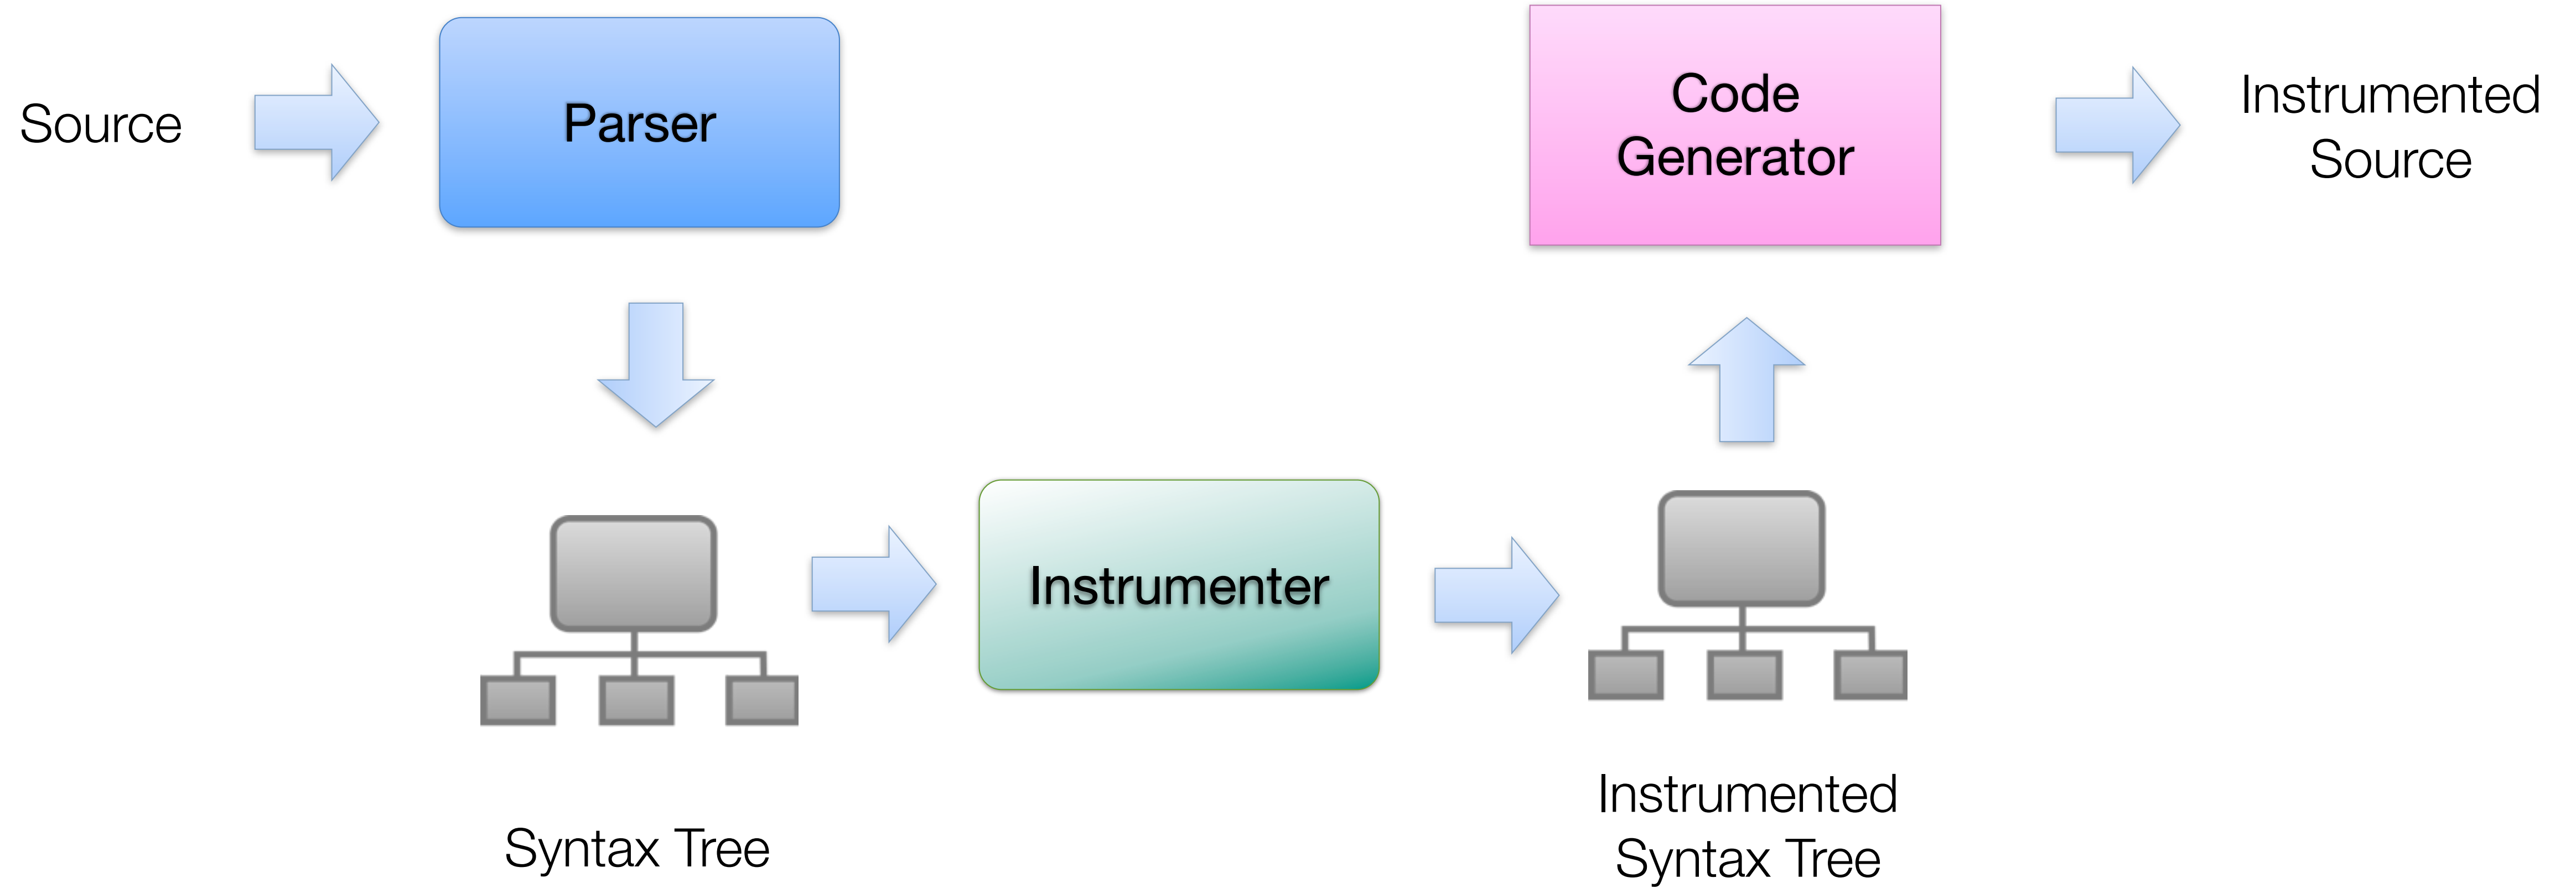 Source
Parser
Code
Generator
Instrumented
Source
Instrumenter
Syntax Tree
Instrumented
Syntax Tree